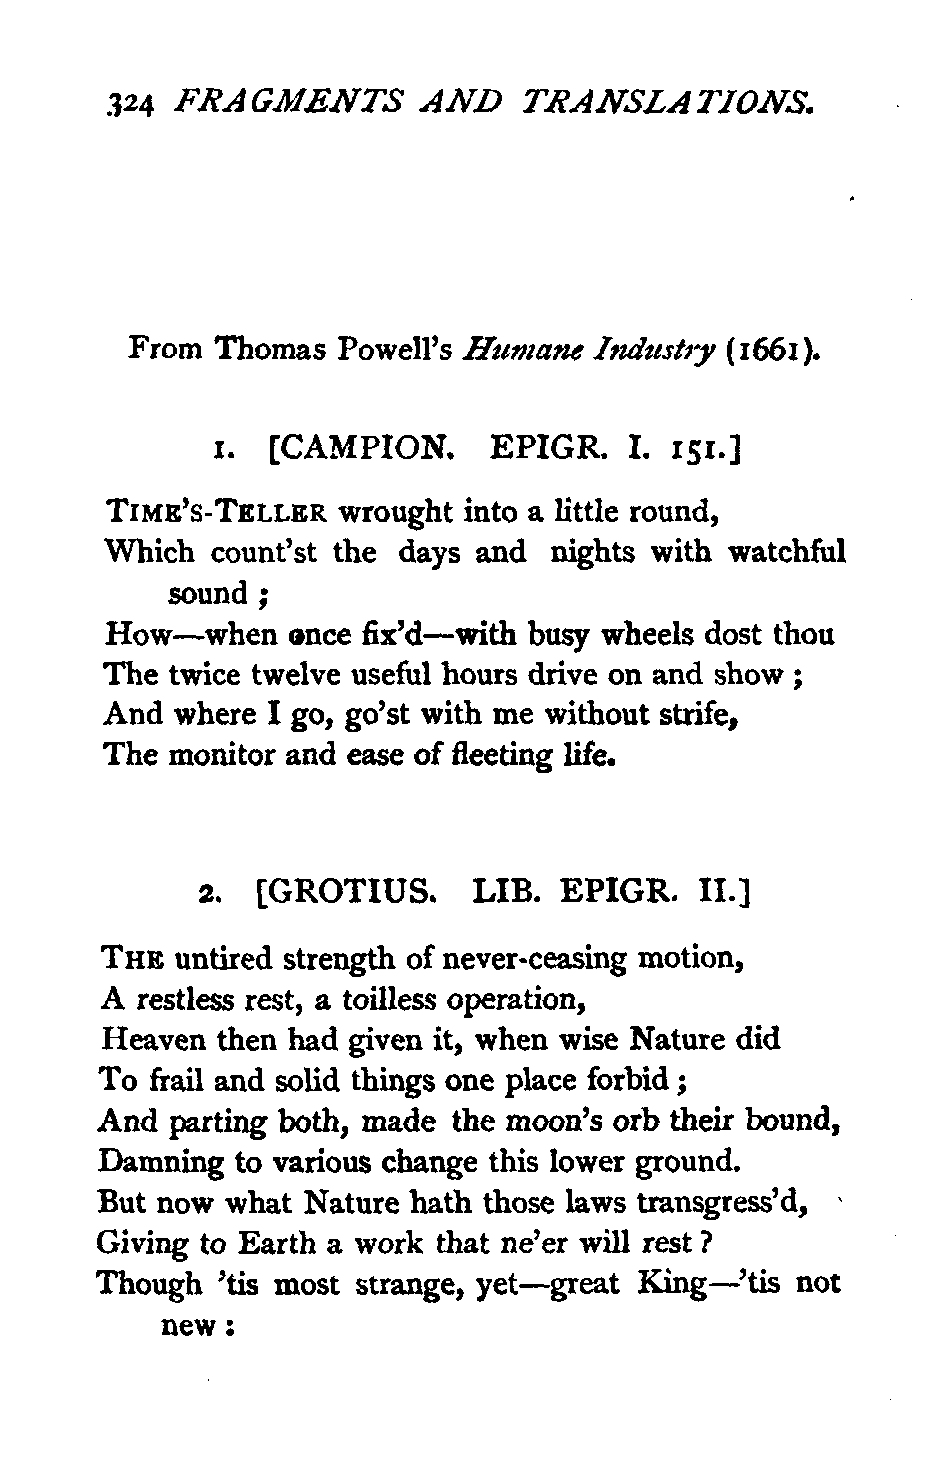 324 FRAGMENTS AND TRANSLATIONS.
From Thomas Powell's Humane Industry (1661).
1. [CAMPION. EPIGR. I. 151.]
TIME'S-TELLER wrought into a little round,
Which count'st the days and nights with watchful
sound ;
How—when once fix'd—with busy wheels dost thou
The twice twelve useful hours drive on and show ;
And where I go, go'st with me without strife,
The monitor and ease of fleeting life.
2. [GROTIUS. LIB. EPIGR. II.]
THE untired strength of never-ceasing motion,
A restless rest, a toilless operation,
Heaven then had given it, when wise Nature did
To frail and solid things one place forbid ;
And parting both, made the moon's orb their bound,
Damning to various change this lower ground.
But now what Nature hath those laws transgress'd,
Giving to Earth a work that ne'er will rest ?
Though 'tis most strange, yet—great King—'tis not
new :